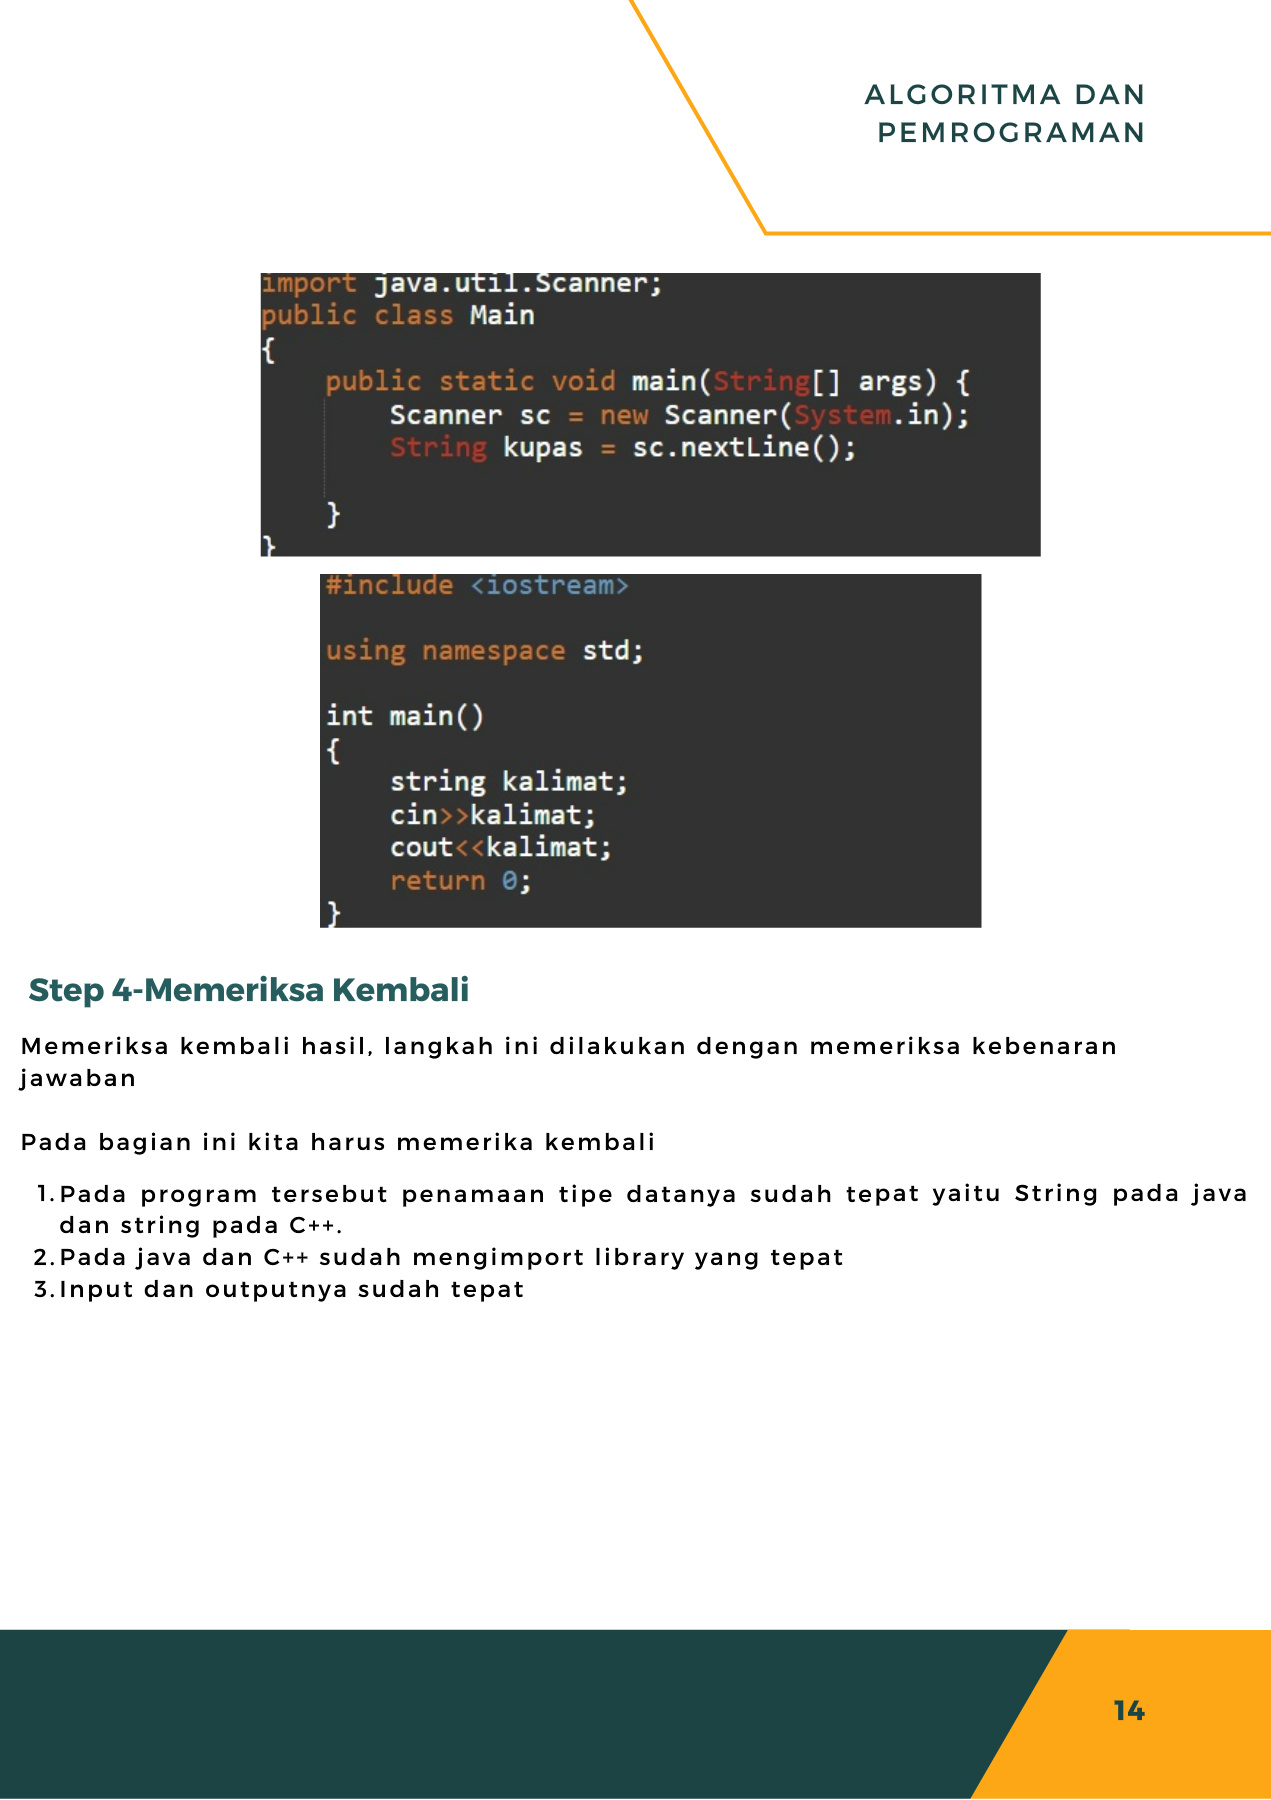 ALGORITMA DAN
PEMROGRAMAN
import java.util.Scanner;
public class Main
{
    public static void main(String[] args) {
        Scanner sc = new Scanner(System.in);
        String kupas = sc.nextLine();
    }
}
#include <iostream>
using namespace std;
int main()
{
    string kalimat;
    cin>>kalimat;
    cout<<kalimat;
    return 0;
}
Step 4-Memeriksa Kembali
Memeriksa kembali hasil, langkah ini dilakukan dengan memeriksa kebenaran
jawaban
Pada bagian ini kita harus memerika kembali
1. Pada program tersebut penamaan tipe datanya sudah tepat yaitu String pada java
dan string pada C++.
2. Pada java dan C++ sudah mengimport library yang tepat
3. Input dan outputnya sudah tepat
14